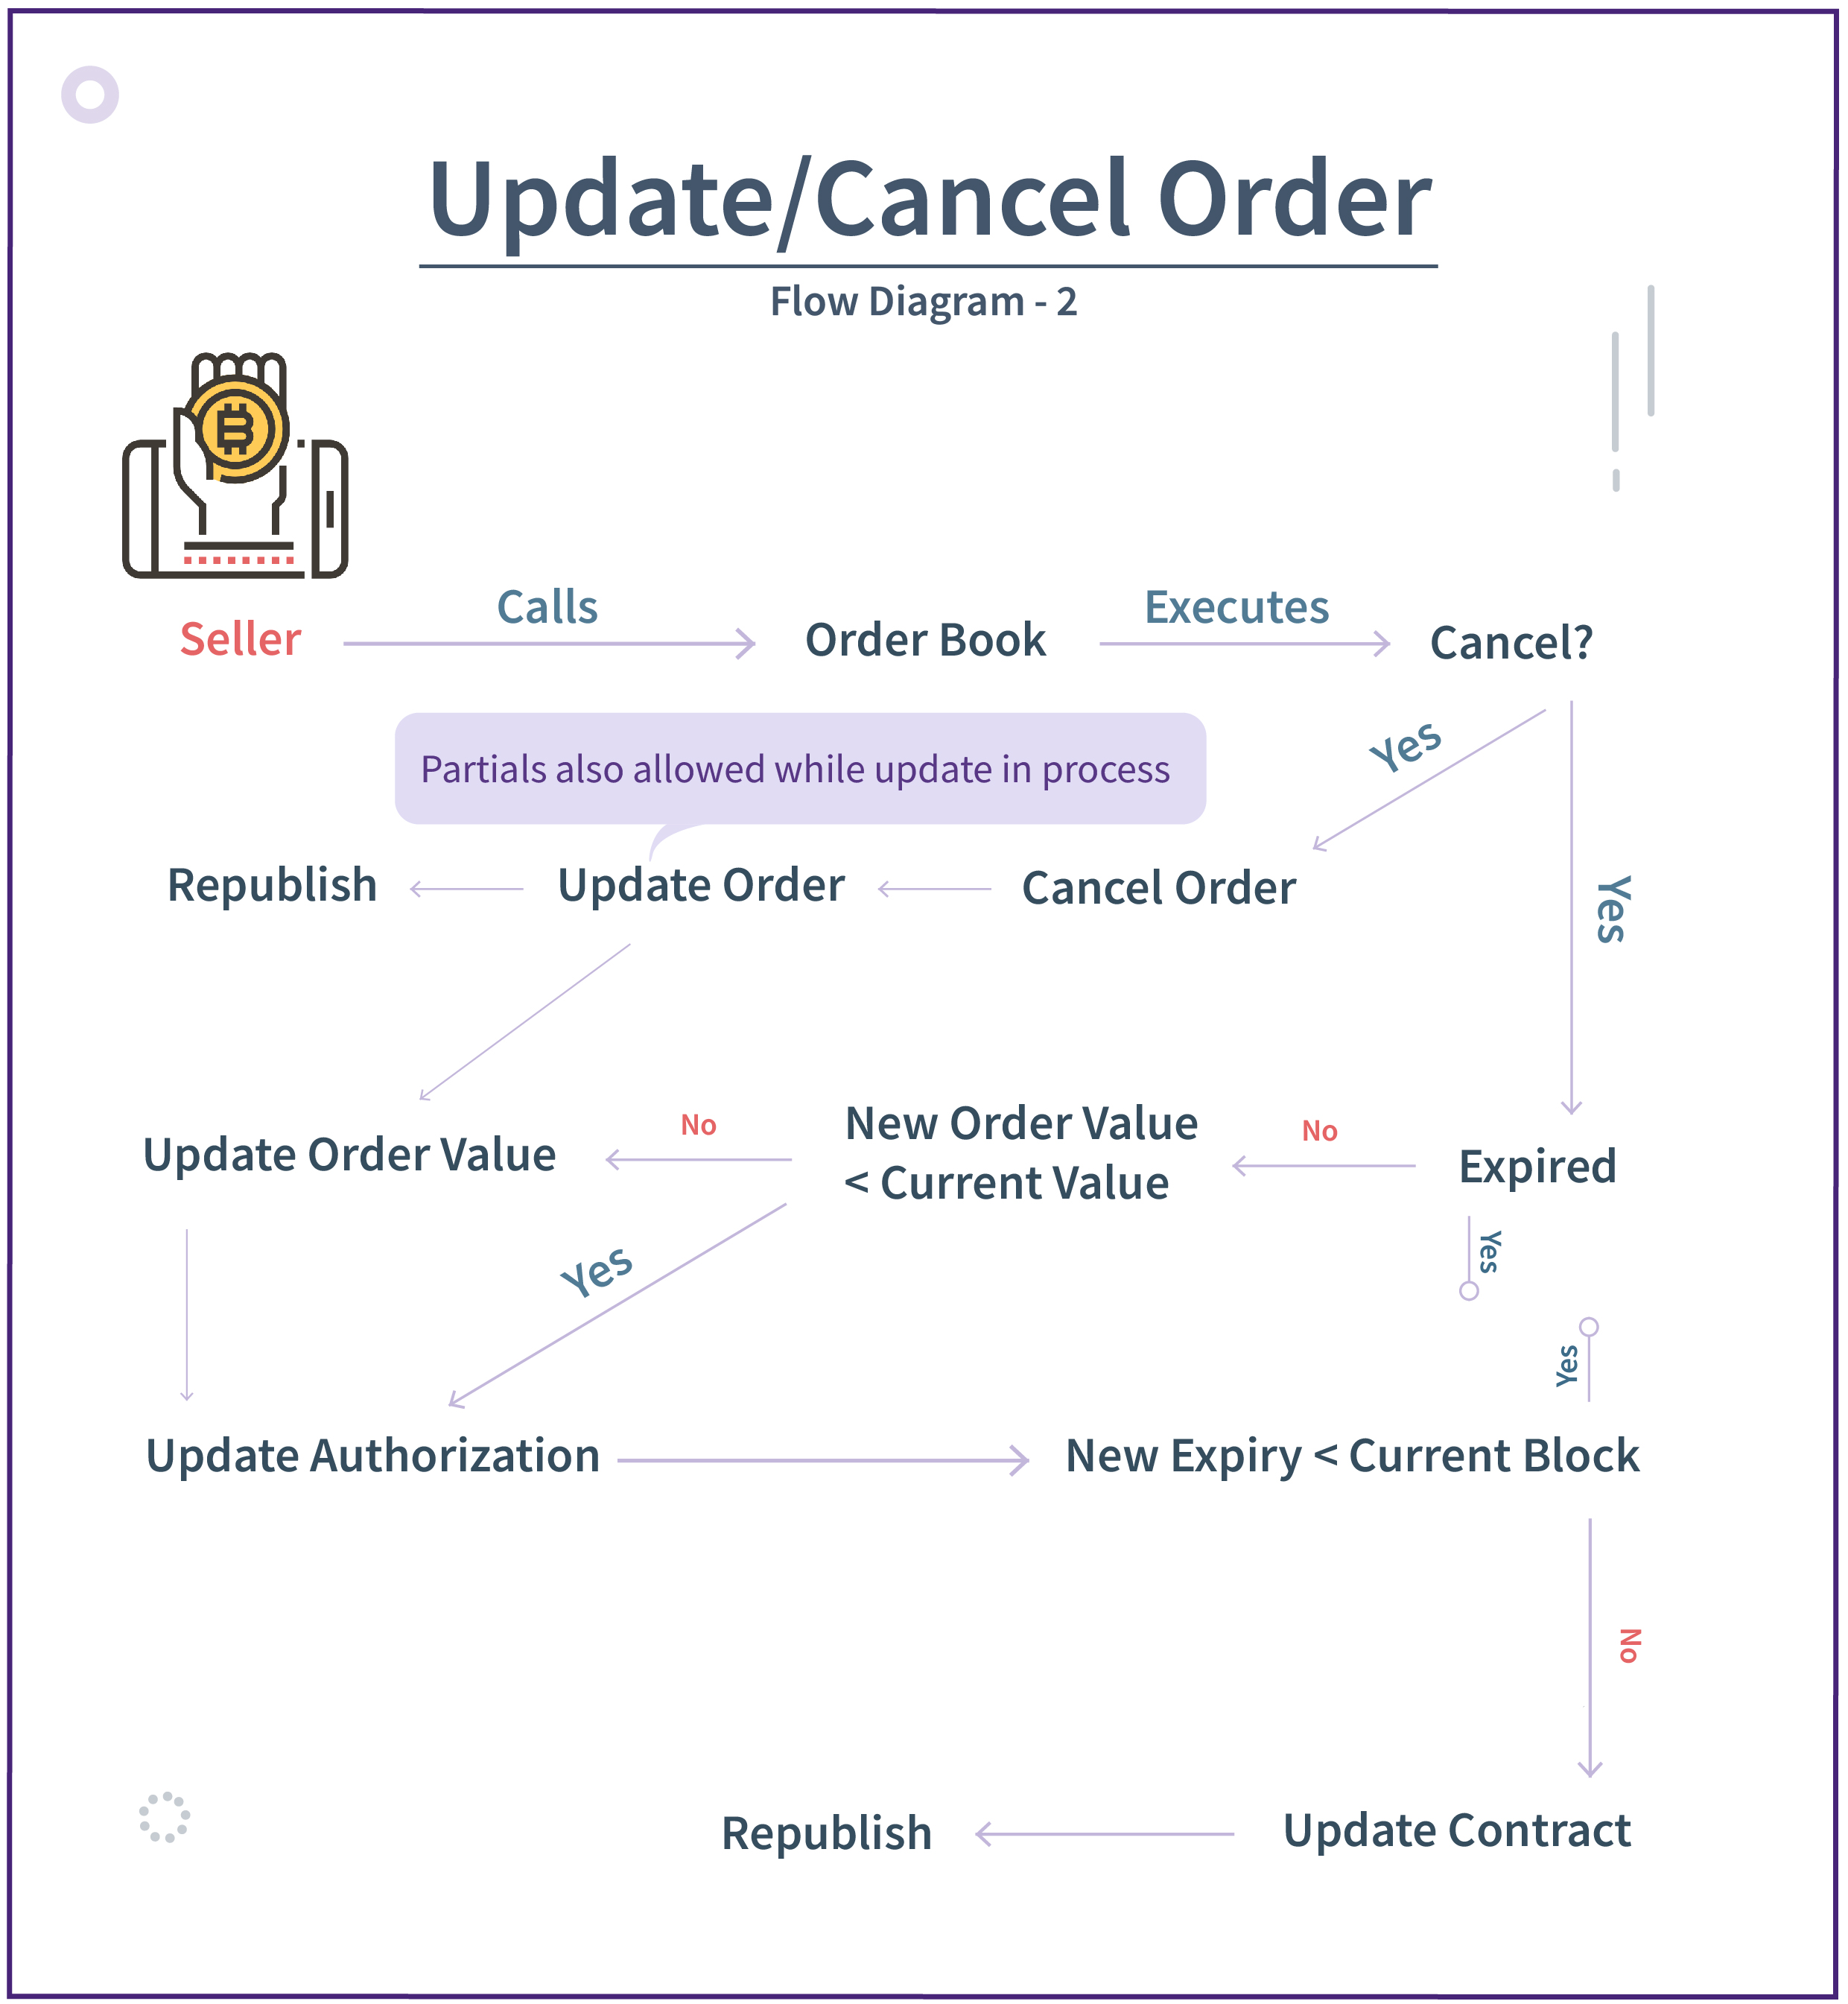 Update/Cancel Order
Flow Diagram - 2
Calls
Executes
Seller
Order Book
Cancel?
Yes
Partials also allowed while update in process
Republish
Update Order
Cancel Order
Yes
New Order Value
< Current Value
No
No
Update Order Value
Expired
Yes
Yes
Yes
Update Authorization
New Expiry < Current Block
No
Republish
Update Contract